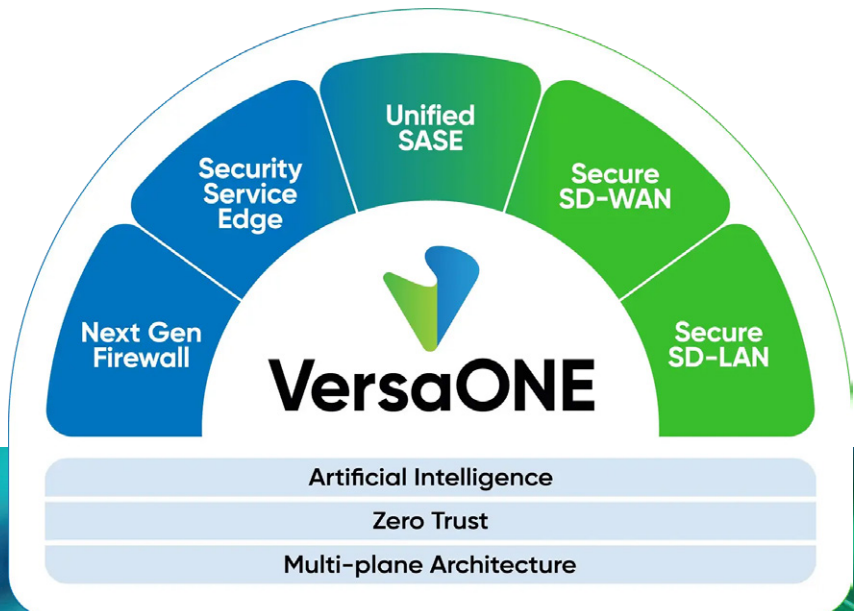 Unified
SASE
Security
Service
Edge
Secure
SD-WAN
Next Gen
Firewall
Secure
SD-LAN
VersaONE
Artificial Intelligence
Zero Trust
Multi-plane Architecture